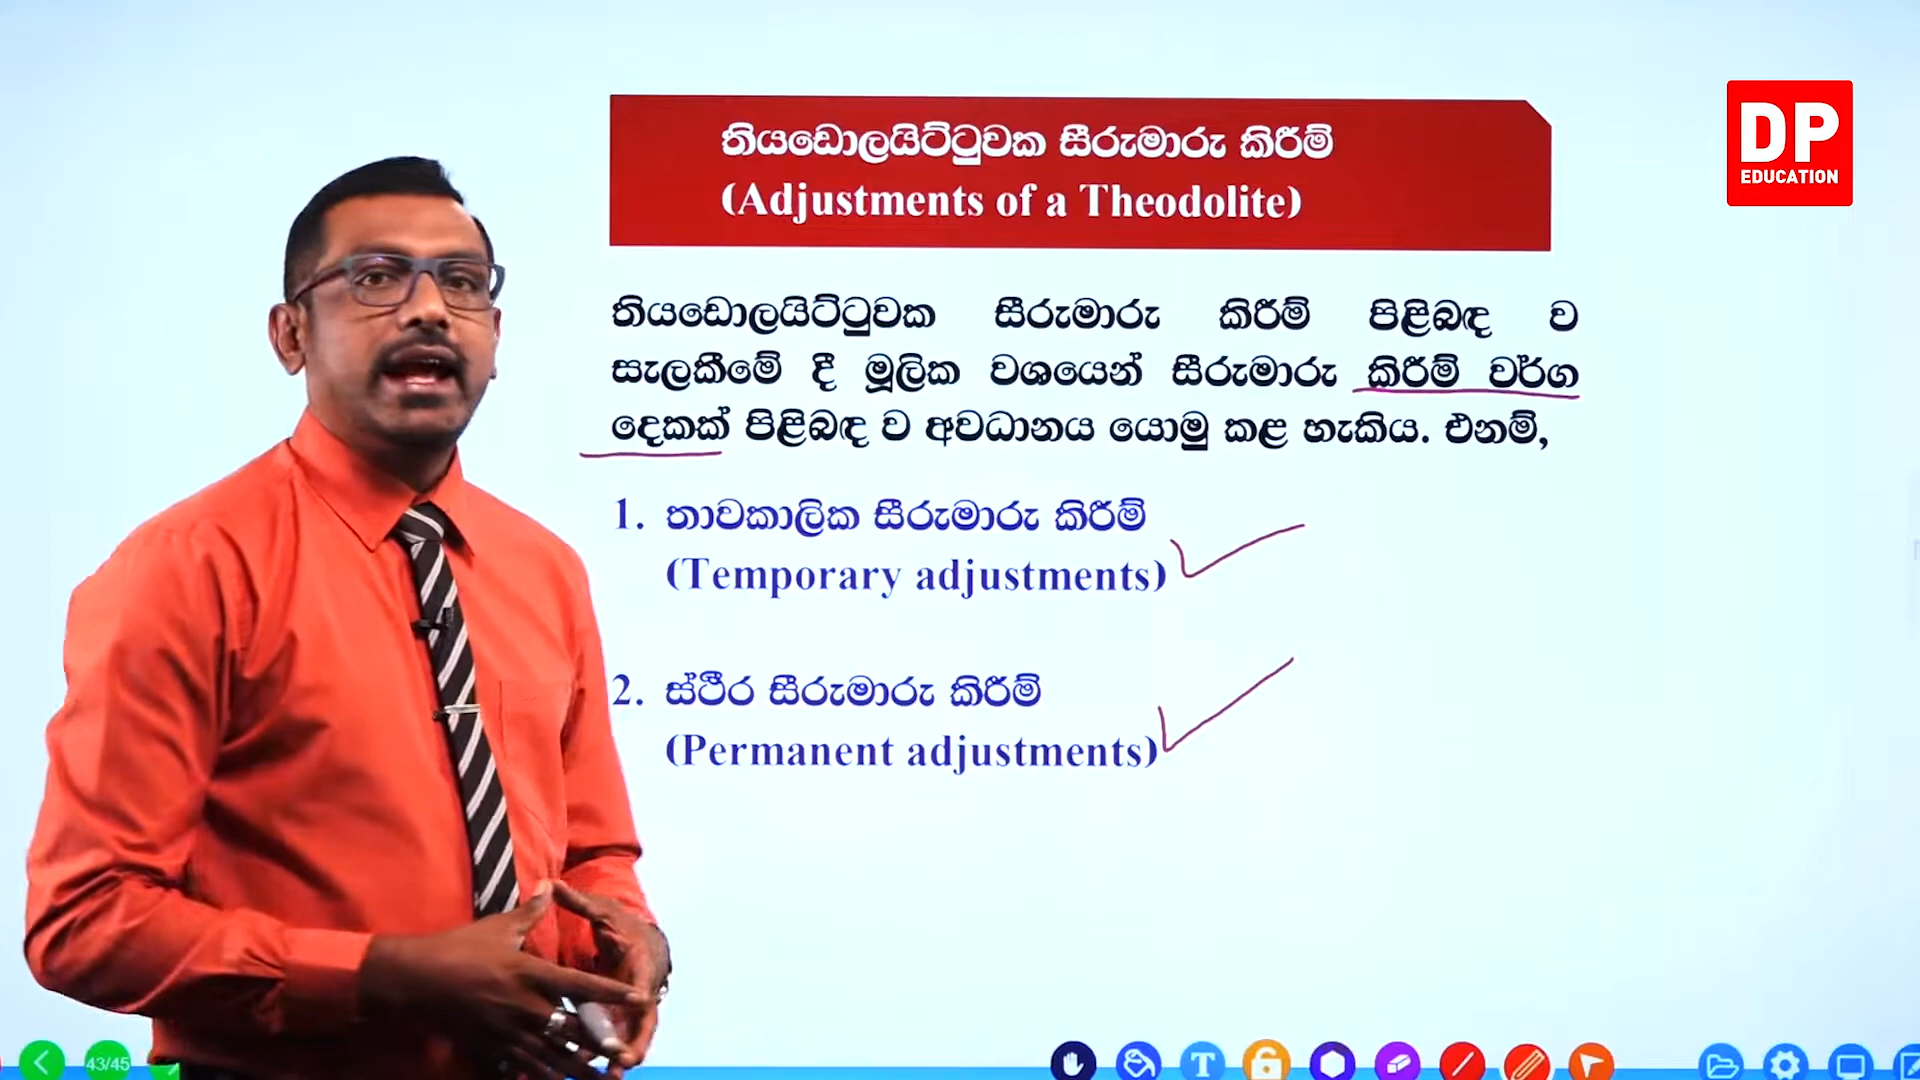 තියඩොලයිට්ටුවක සීරුමාරු කිරීම්
(Adjustments of a Theodolite)
DP
EDUCATION
තියඩොලයිට්ටුවක සීරුමාරු කිරීම් පිළිබඳ ව
සැලකීමේ දී මූලික වශයෙන් සීරුමාරු කිරීම් වර්ග
දෙකක් පිළිබඳ ව අවධානය යොමු කළ හැකිය. එනම්,
1. තාවකාලික සීරුමාරු කිරීම්
(Temporary adjustments)
2. ස්ථීර සීරුමාරු කිරීම්
(Permanent adjustments)
43/45
T